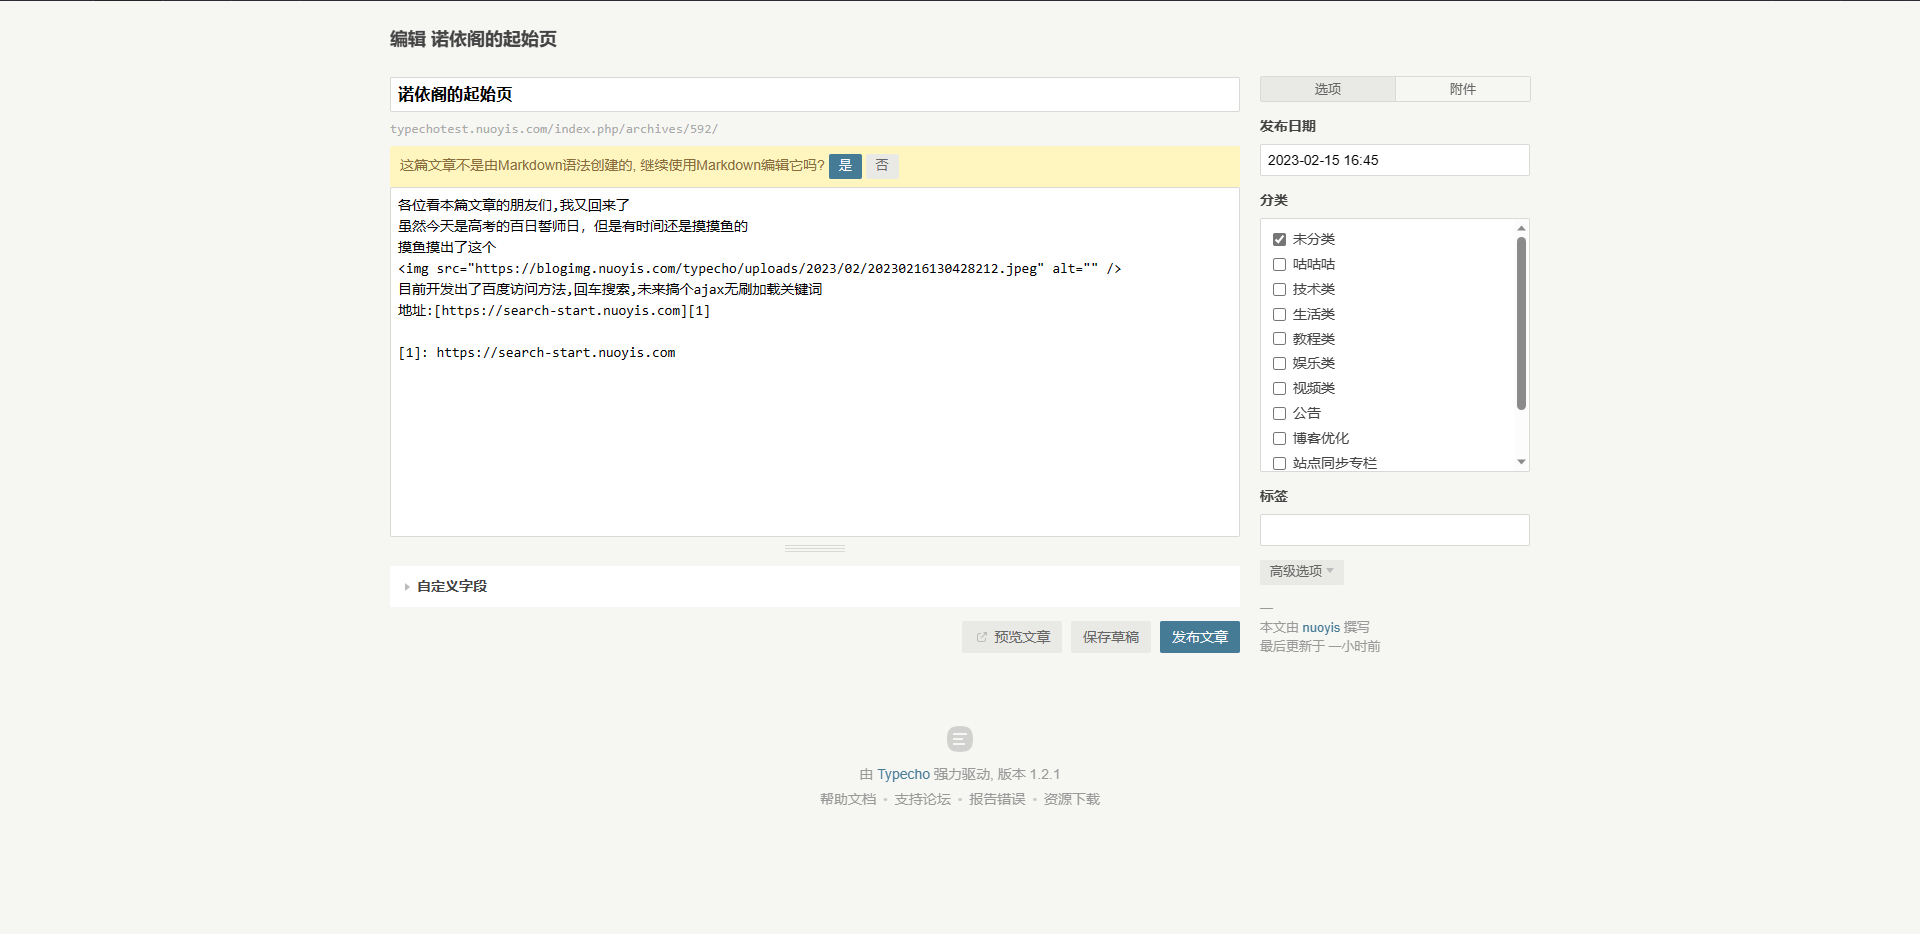 编辑 诺依阁的起始页
诺依阁的起始页
typechotest.nuoyis.com/index.php/archives/592/
这篇文章不是由Markdown语法创建的, 继续使用Markdown编辑它吗? 是 否
各位看本篇文章的朋友们,我又回来了
虽然今天是高考的百日誓师日，但是有时间还是摸摸鱼的
摸鱼摸出了这个
<img src="https://blogimg.nuoyis.com/typecho/uploads/2023/02/20230216130428212.jpeg" alt="" />
目前开发出了百度访问方法,回车搜索,未来搞个ajax无刷加载关键词
地址:[https://search-start.nuoyis.com][1]
[1]: https://search-start.nuoyis.com
自定义字段
预览文章 保存草稿 发布文章
选项 附件
发布日期
2023-02-15 16:45
分类
未分类
咕咕咕
技术类
生活类
教程类
娱乐类
视频类
公告
博客优化
站点同步专栏
标签
高级选项
—
本文由 nuoyis 撰写
最后更新于 一小时前
由 Typecho 强力驱动, 版本 1.2.1
帮助文档 • 支持论坛 • 报告错误 • 资源下载